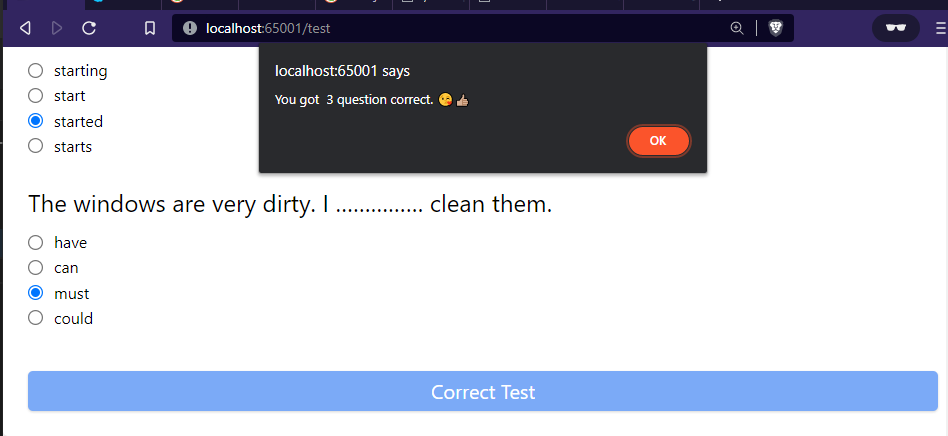 localhost:65001/test
localhost:65001 says
You got 3 question correct. 😘👍🏽
OK
starting
start
started
starts
The windows are very dirty. I ............... clean them.
have
can
must
could
Correct Test